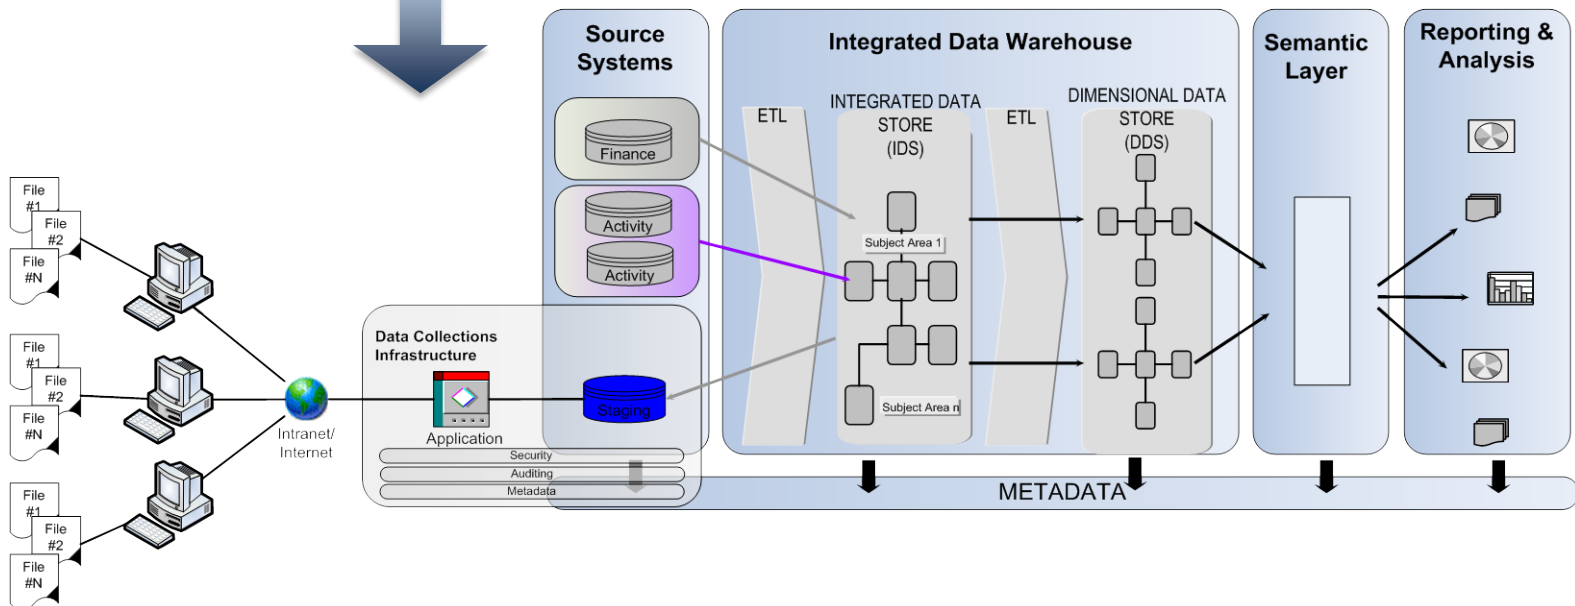 Source
Systems
Integrated Data Warehouse
Semantic
Layer
Reporting &
Analysis
ETL
INTEGRATED DATA
STORE
(IDS)
ETL
DIMENSIONAL DATA
STORE
(DDS)
Finance
Activity
Activity
Subject Area 1
Subject Area n
File
#1
File
#2
File
#N
File
#1
File
#2
File
#N
File
#1
File
#2
File
#N
Intranet/
Internet
Data Collections
Infrastructure
Application
Staging
Security
Auditing
Metadata
METADATA